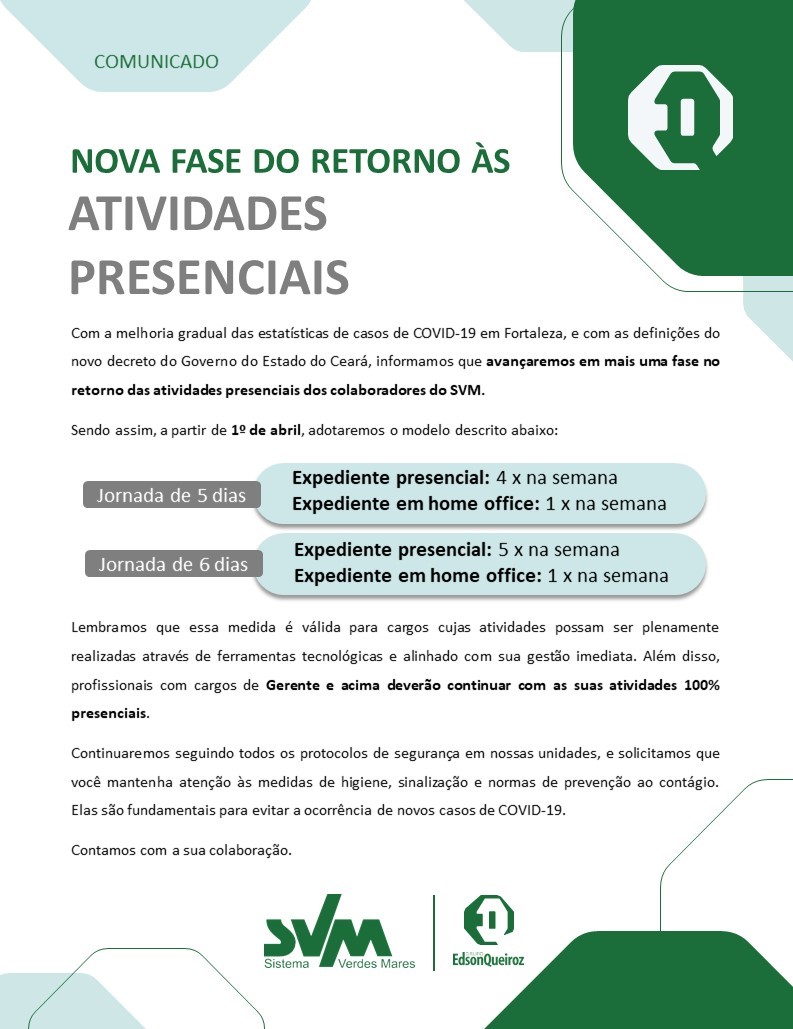 COMUNICADO
NOVA FASE DO RETORNO ÀS
ATIVIDADES
PRESENCIAIS
Com a melhoria gradual das estatísticas de casos de COVID-19 em Fortaleza, e com as definições do
novo decreto do Governo do Estado do Ceará, informamos que avançaremos em mais uma fase no
retorno das atividades presenciais dos colaboradores do SVM.
Sendo assim, a partir de 1º de abril, adotaremos o modelo descrito abaixo:
Jornada de 5 dias
Expediente presencial: 4 x na semana
Expediente em home office: 1 x na semana
Jornada de 6 dias
Expediente presencial: 5 x na semana
Expediente em home office: 1 x na semana
Lembramos que essa medida é válida para cargos cujas atividades possam ser plenamente
realizadas através de ferramentas tecnológicas e alinhado com sua gestão imediata. Além disso,
profissionais com cargos de Gerente e acima deverão continuar com as suas atividades 100%
presenciais.
Continuaremos seguindo todos os protocolos de segurança em nossas unidades, e solicitamos que
você mantenha atenção às medidas de higiene, sinalização e normas de prevenção ao contágio.
Elas são fundamentais para evitar a ocorrência de novos casos de COVID-19.
Contamos com a sua colaboração.
SVM
Sistema Verdes Mares
GRUPO
EdsonQueiroz